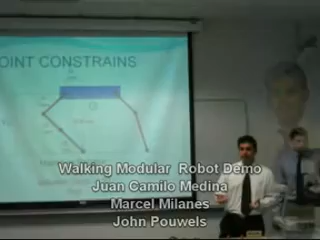 OINT CONSTRAINS
Walking Modular Robot Demo
Juan Camilo Medina
Marcel Milanes
John Pouwels